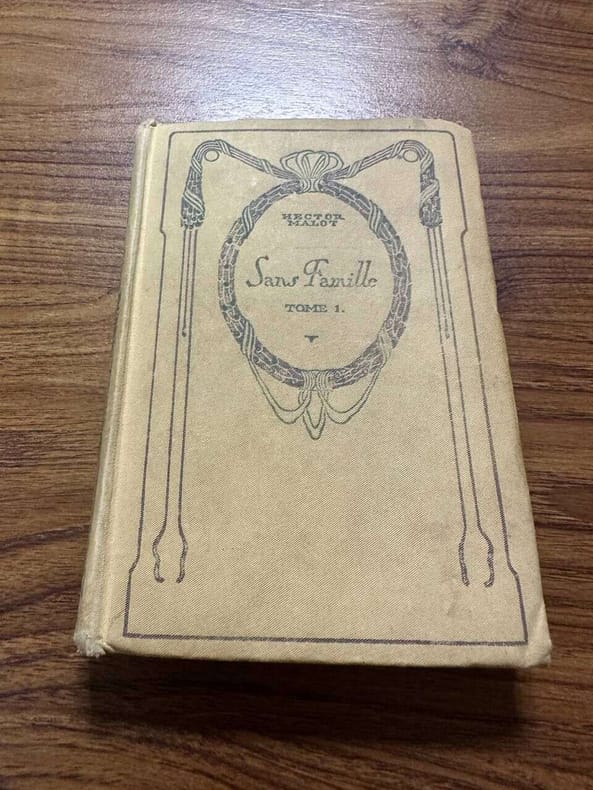 HECTOR
MALOT
Sans Famille
TOME 1.